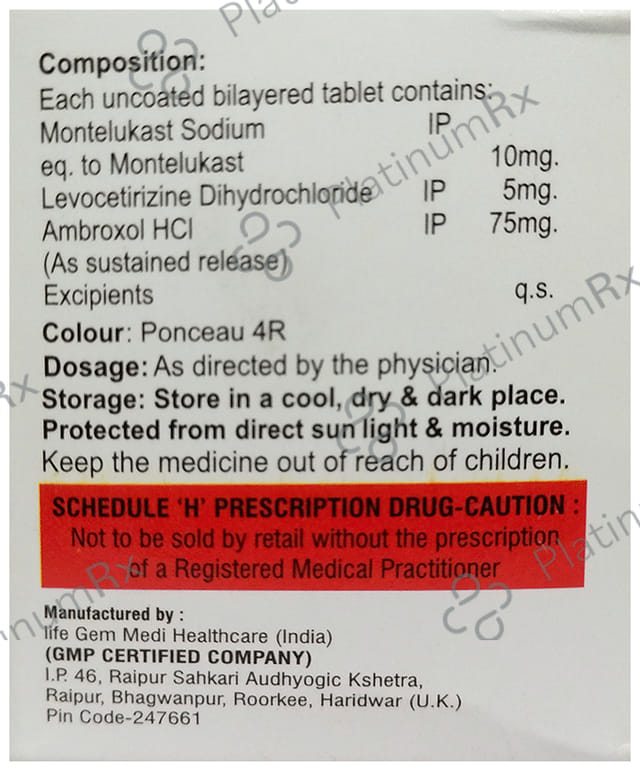 Composition:
Each uncoated bilayered tablet contains:
Montelukast Sodium IP
eq. to Montelukast 10mg.
Levocetirizine Dihydrochloride IP 5mg.
Ambroxol HCl IP 75mg.
(As sustained release)
Excipients q.s.
Colour: Ponceau 4R
Dosage: As directed by the physician.
Storage: Store in a cool, dry & dark place.
Protected from direct sun light & moisture.
Keep the medicine out of reach of children.
SCHEDULE 'H' PRESCRIPTION DRUG-CAUTION :
Not to be sold by retail without the prescription
of a Registered Medical Practitioner
Manufactured by :
life Gem Medi Healthcare (India)
(GMP CERTIFIED COMPANY)
I.P. 46, Raipur Sahkari Audhyogic Kshetra,
Raipur, Bhagwanpur, Roorkee, Haridwar (U.K.)
Pin Code-247661
PlatinumRx
PlatinumRx